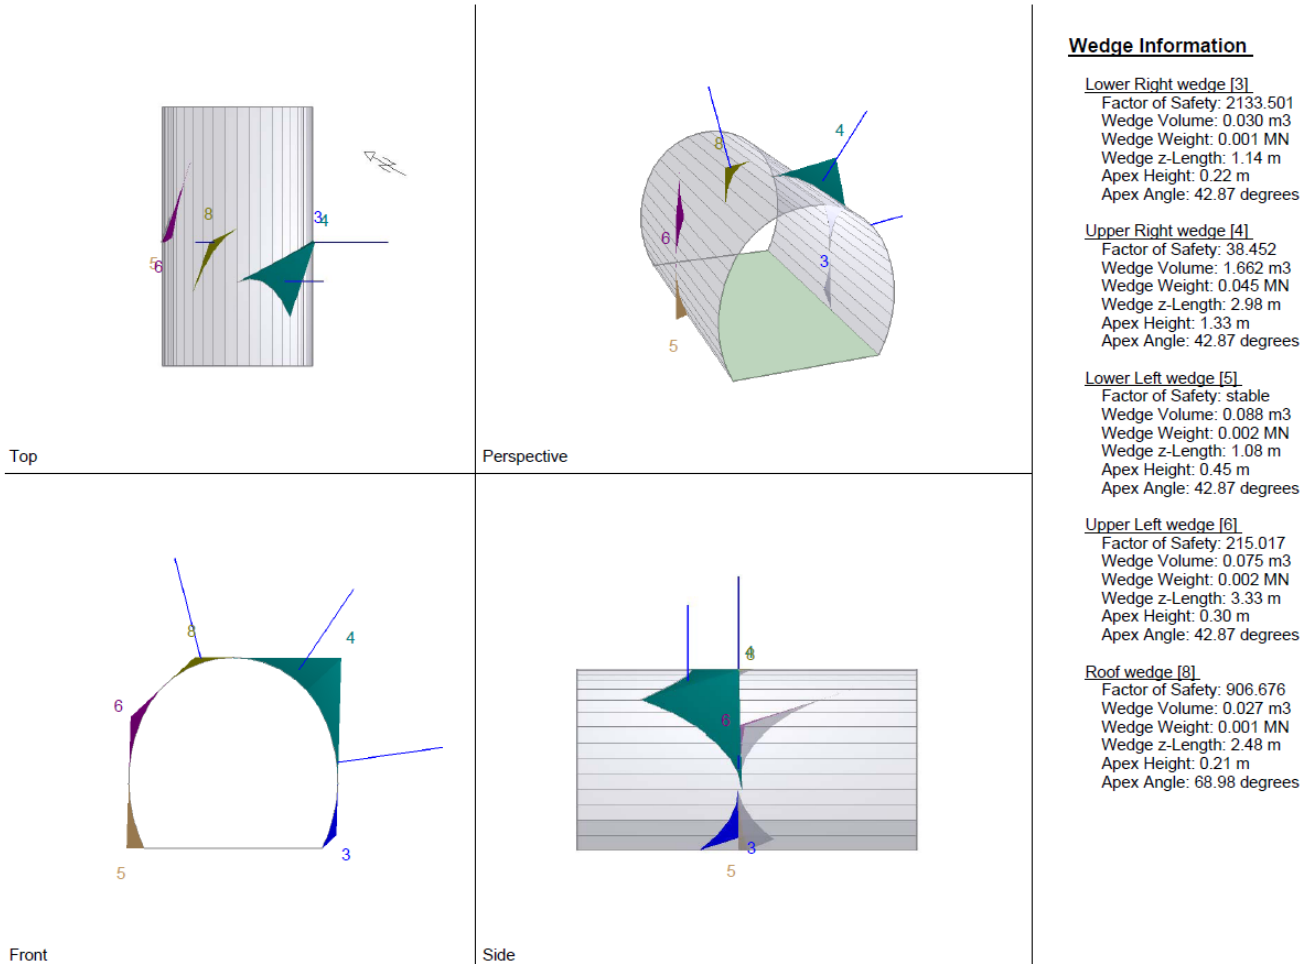 Wedge Information
Lower Right wedge [3]
Factor of Safety: 2133.501
Wedge Volume: 0.030 m3
Wedge Weight: 0.001 MN
Wedge z-Length: 1.14 m
Apex Height: 0.22 m
Apex Angle: 42.87 degrees
Upper Right wedge [4]
Factor of Safety: 38.452
Wedge Volume: 1.662 m3
Wedge Weight: 0.045 MN
Wedge z-Length: 2.98 m
Apex Height: 1.33 m
Apex Angle: 42.87 degrees
Lower Left wedge [5]
Factor of Safety: stable
Wedge Volume: 0.088 m3
Wedge Weight: 0.002 MN
Wedge z-Length: 1.08 m
Apex Height: 0.45 m
Apex Angle: 42.87 degrees
Upper Left wedge [6]
Factor of Safety: 215.017
Wedge Volume: 0.075 m3
Wedge Weight: 0.002 MN
Wedge z-Length: 3.33 m
Apex Height: 0.30 m
Apex Angle: 42.87 degrees
Roof wedge [8]
Factor of Safety: 906.676
Wedge Volume: 0.027 m3
Wedge Weight: 0.001 MN
Wedge z-Length: 2.48 m
Apex Height: 0.21 m
Apex Angle: 68.98 degrees
8
3
4
5
6
N
Top
4
8
6
3
5
Perspective
8
4
6
3
5
Front
4
8
6
3
5
Side